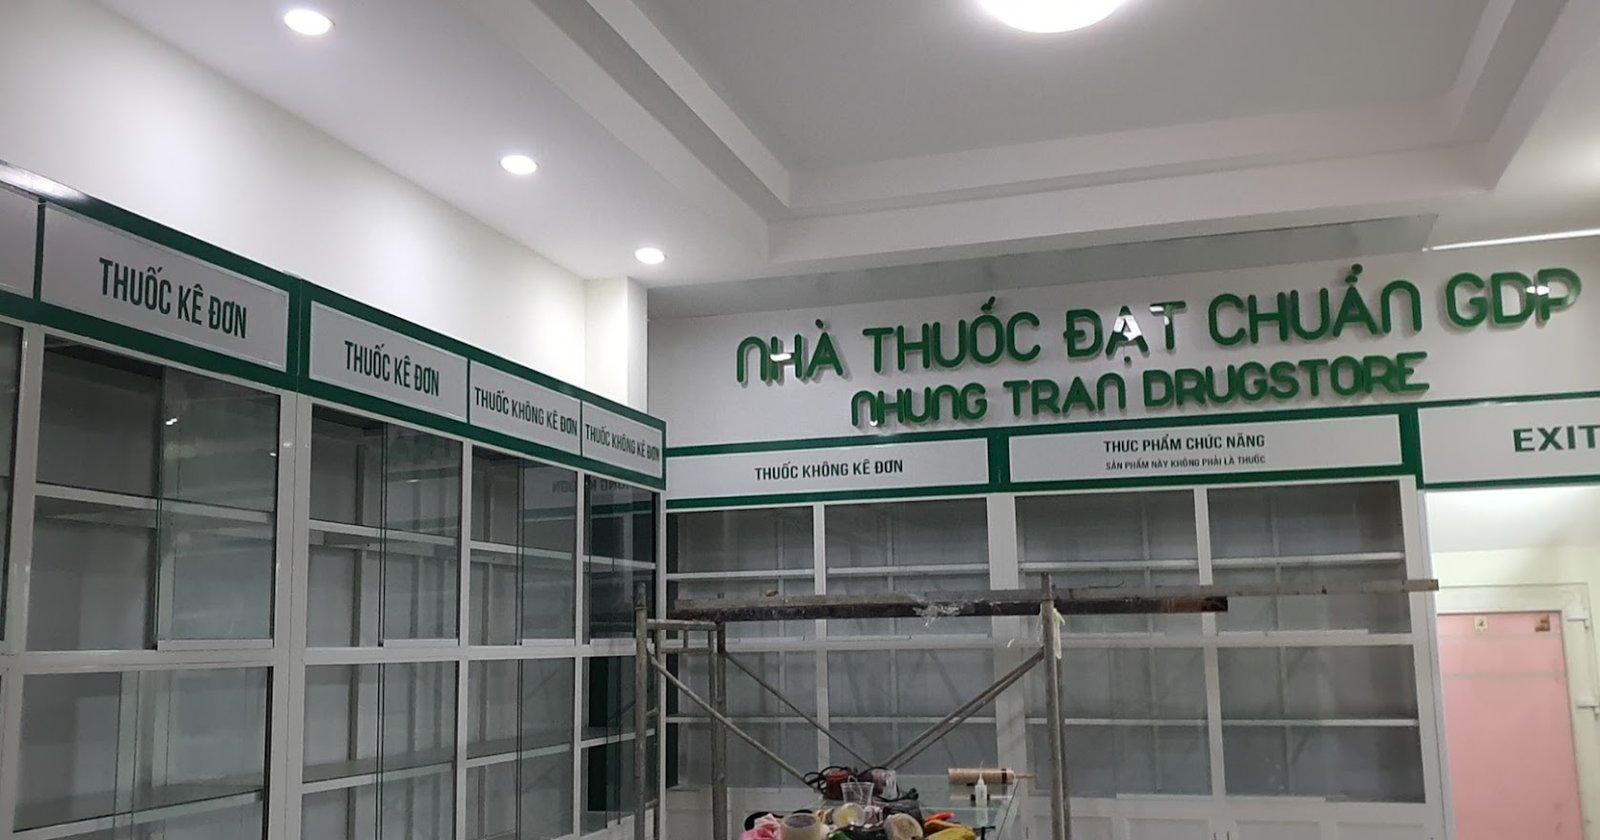 THUỐC KÊ ĐƠN
THUỐC KÊ ĐƠN
THUỐC KHÔNG KÊ ĐƠN
THUỐC KHÔNG KÊ ĐƠN
NHÀ THUỐC ĐẠT CHUẨN GDP
NHUNG TRAN DRUGSTORE
THUỐC KHÔNG KÊ ĐƠN
THỰC PHẨM CHỨC NĂNG
SẢN PHẨM NÀY KHÔNG PHẢI LÀ THUỐC
EXIT